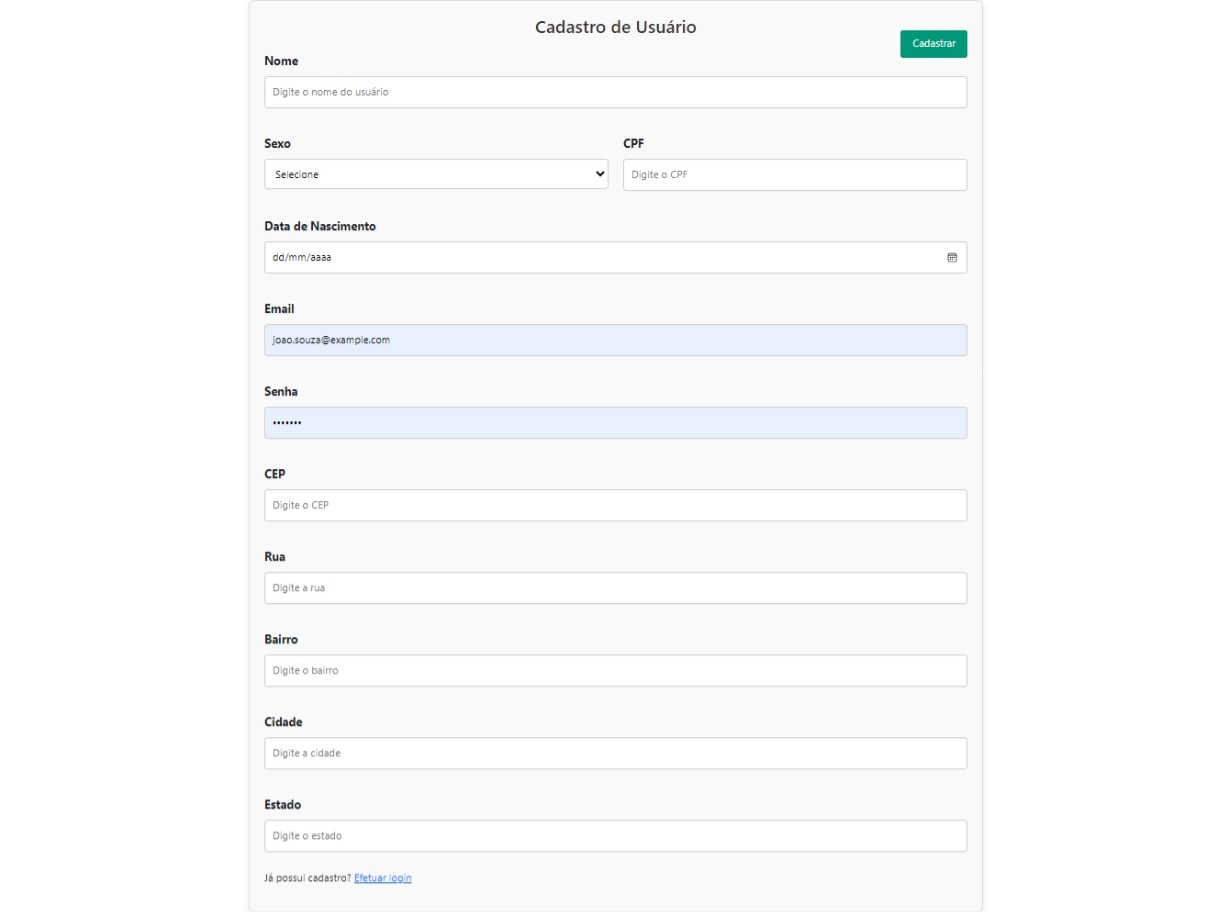 Cadastro de Usuário
Cadastrar
Nome
Digite o nome do usuário
Sexo
CPF
Selecione
Digite o CPF
Data de Nascimento
dd/mm/aaaa
Email
joao.souza@example.com
Senha
•••••••
CEP
Digite o CEP
Rua
Digite a rua
Bairro
Digite o bairro
Cidade
Digite a cidade
Estado
Digite o estado
Já possui cadastro? Efetuar login